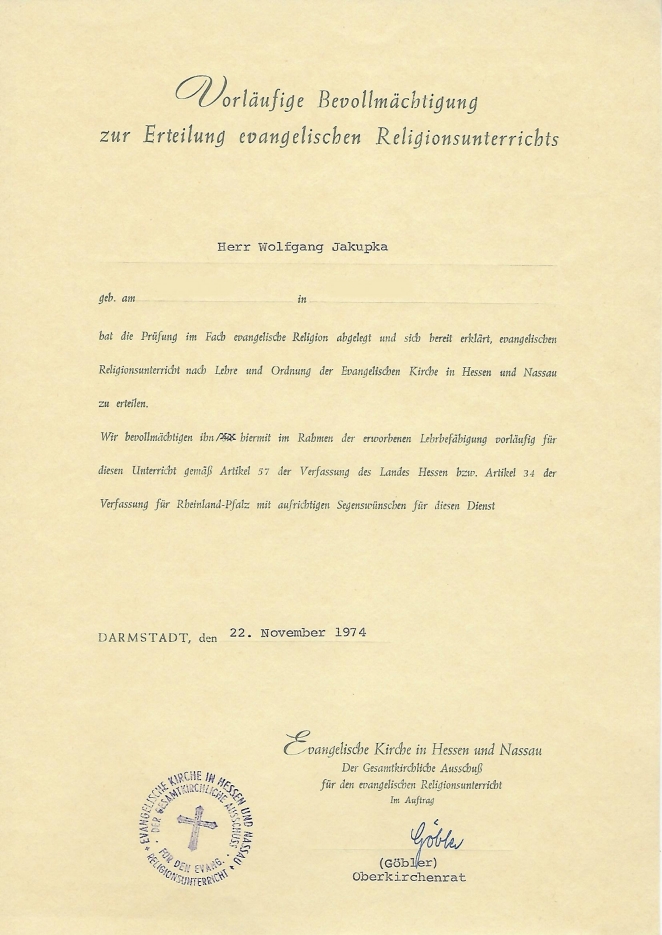 Vorläufige Bevollmächtigung
zur Erteilung evangelischen Religionsunterrichts
Herr Wolfgang Jakupka
geb. am in
hat die Prüfung im Fach evangelische Religion abgelegt und sich bereit erklärt, evangelischen
Religionsunterricht nach Lehre und Ordnung der Evangelischen Kirche in Hessen und Nassau
zu erteilen.
Wir bevollmächtigen ihn/ hiermit im Rahmen der erworbenen Lehrbefähigung vorläufig für
diesen Unterricht gemäß Artikel 57 der Verfassung des Landes Hessen bzw. Artikel 34 der
Verfassung für Rheinland-Pfalz mit aufrichtigen Segenswünschen für diesen Dienst
DARMSTADT, den 22. November 1974
Evangelische Kirche in Hessen und Nassau
Der Gesamtkirchliche Ausschuß
für den evangelischen Religionsunterricht
Im Auftrag
Göbler
(Göbler)
Oberkirchenrat
EVANGELISCHE KIRCHE IN HESSEN UND NASSAU
DER GESAMTKIRCHLICHE AUSSCHUSS
FÜR DEN EVANG.
RELIGIONSUNTERRICHT